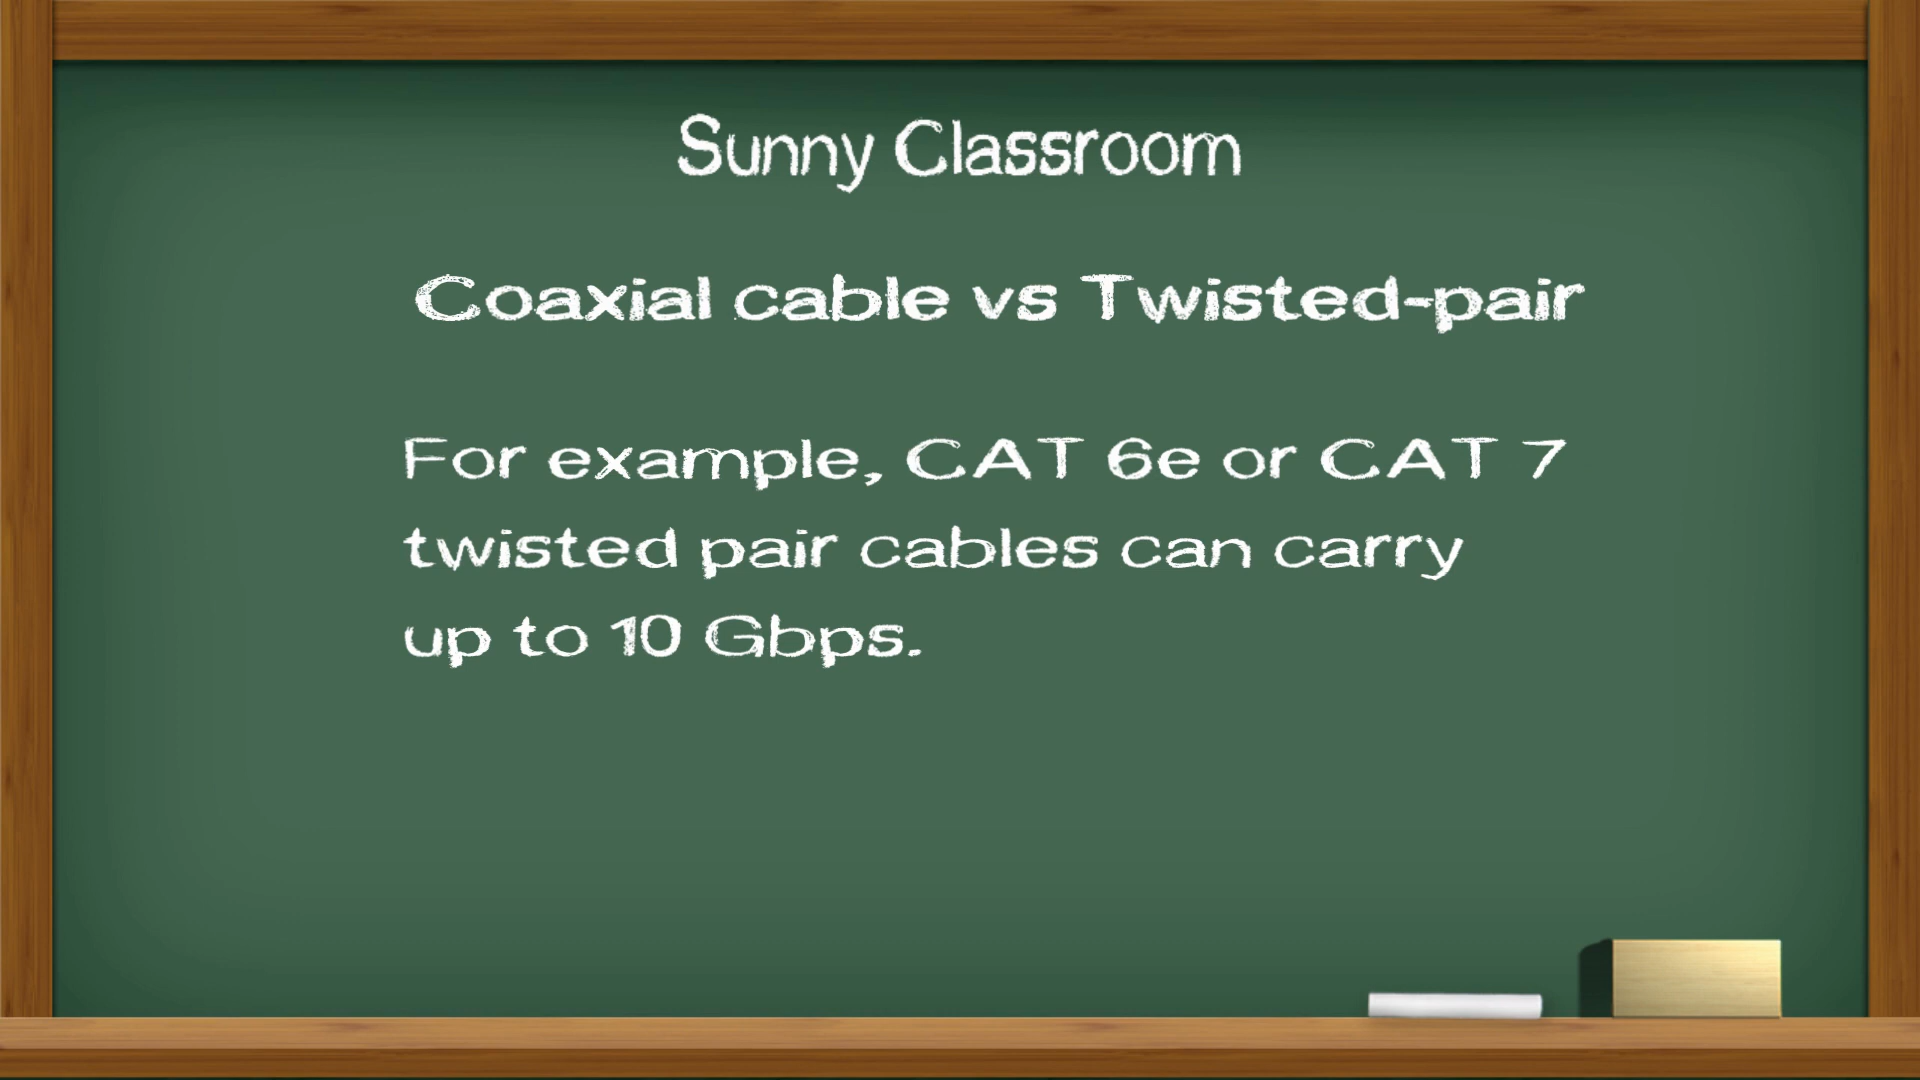 Sunny Classroom
Coaxial cable vs Twisted-pair
For example, CAT 6e or CAT 7
twisted pair cables can carry
up to 10 Gbps.